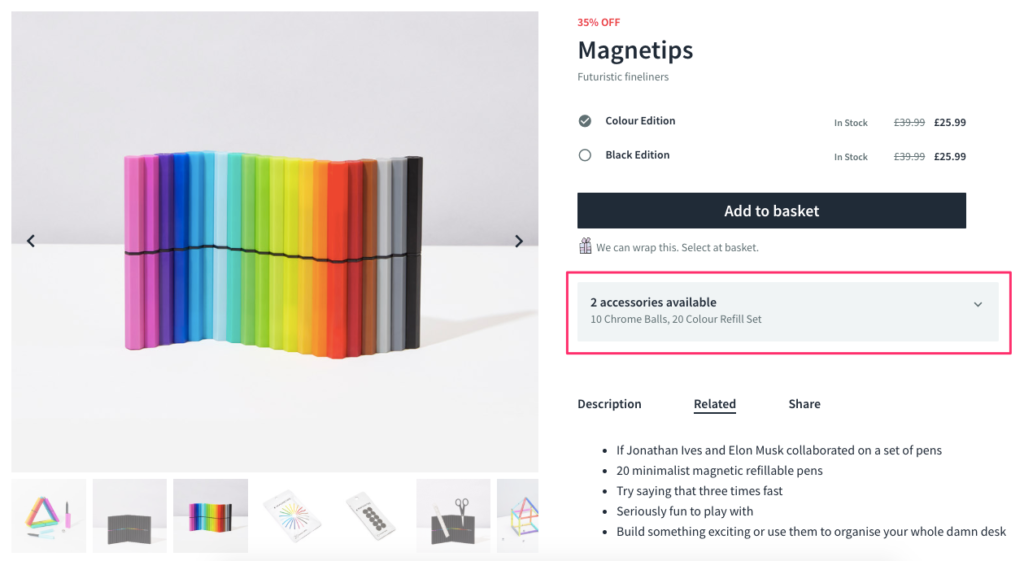 35% OFF
Magnetips
Futuristic fineliners
Colour Edition In Stock £39.99 £25.99
Black Edition In Stock £39.99 £25.99
Add to basket
We can wrap this. Select at basket.
2 accessories available
10 Chrome Balls, 20 Colour Refill Set
Description Related Share
• If Jonathan Ives and Elon Musk collaborated on a set of pens
• 20 minimalist magnetic refillable pens
• Try saying that three times fast
• Seriously fun to play with
• Build something exciting or use them to organise your whole damn desk